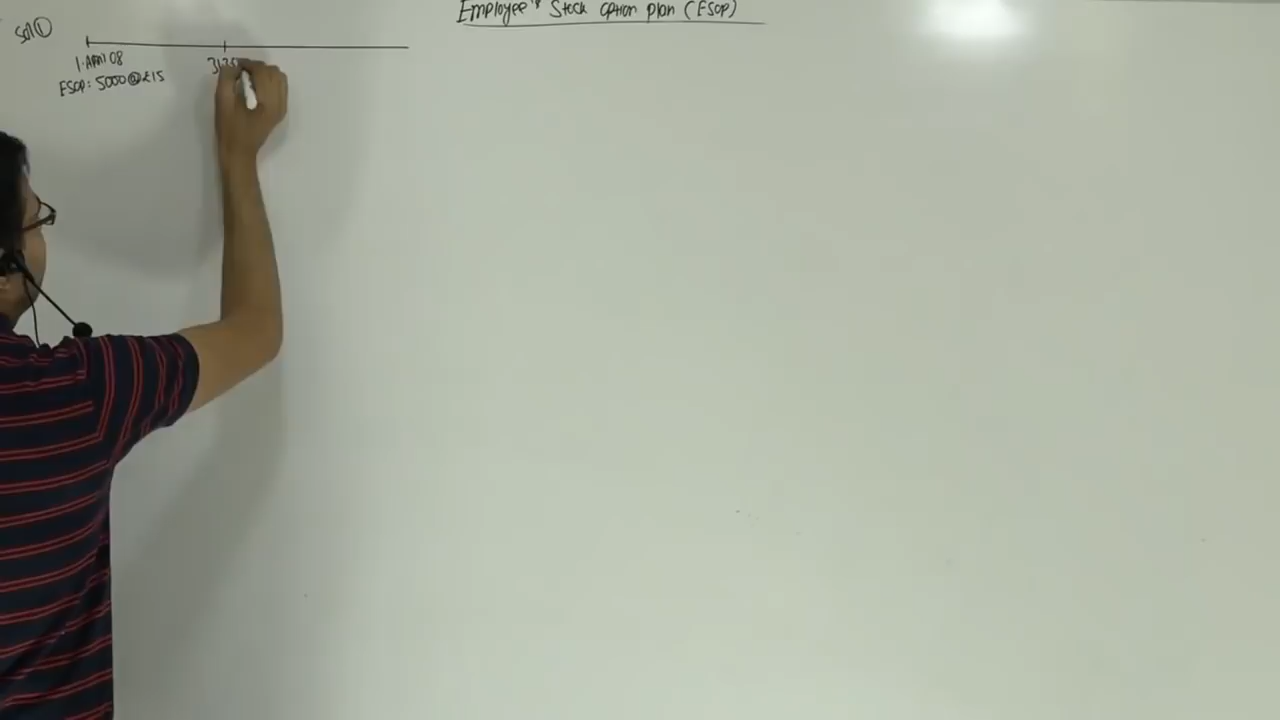 Employee's Stock option plan (ESOP)
Sol ①
1 April 08
ESOP: 5000@₹15